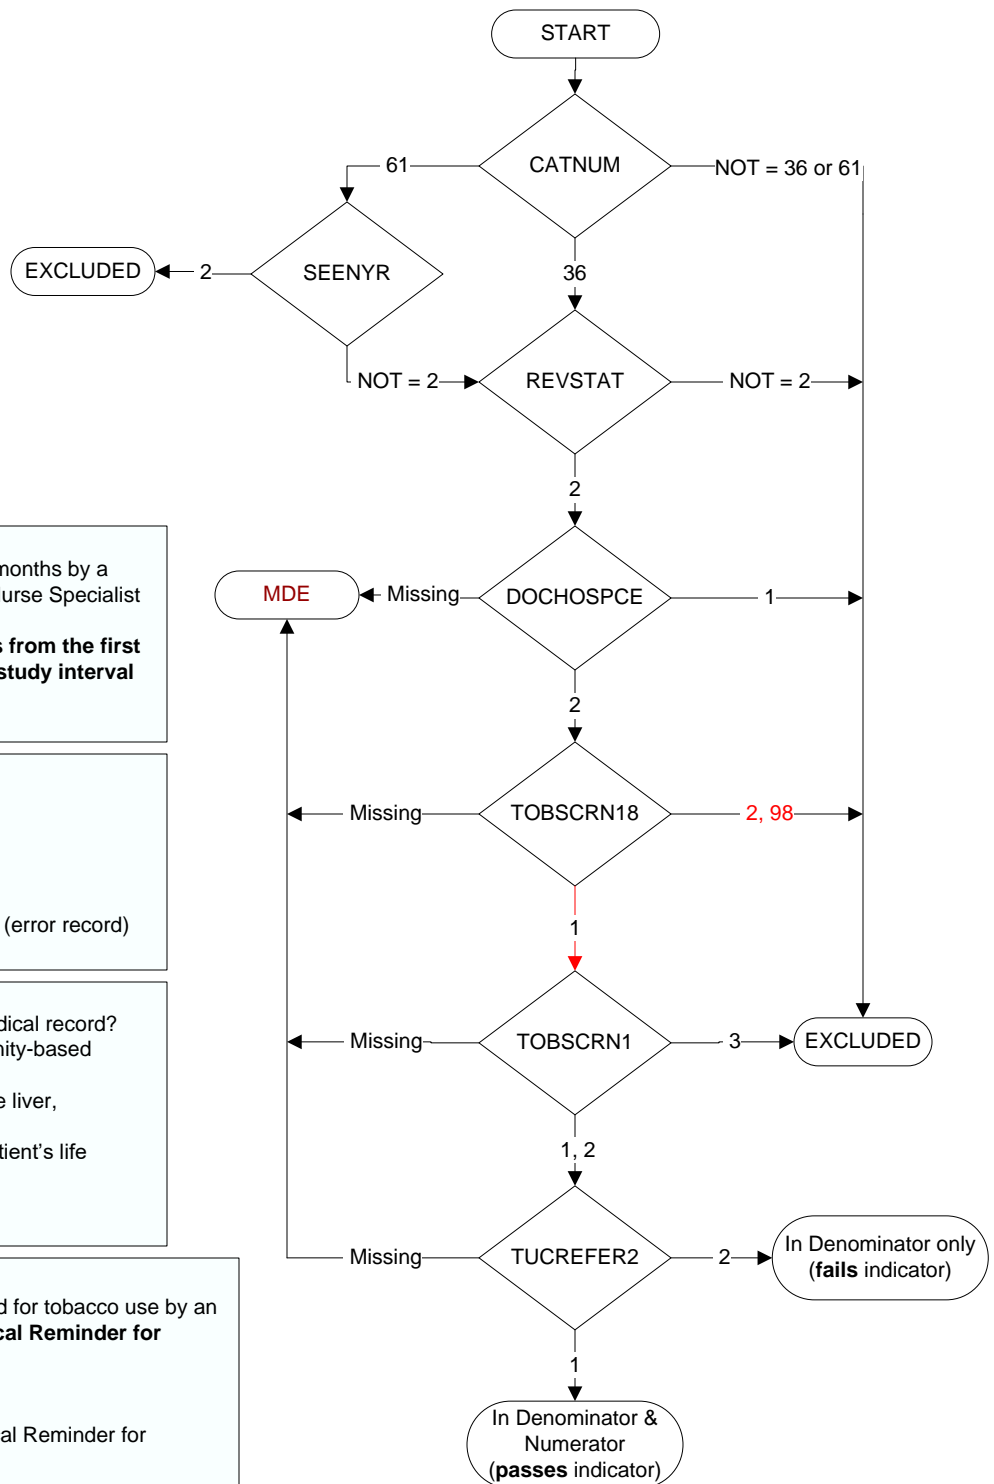 START
CATNUM
61
NOT = 36 or 61
36
SEENYR
2
EXCLUDED
NOT = 2
REVSTAT
NOT = 2
2
DOCHOSPCE
Missing
MDE
1
2
TOBSCRN18
Missing
2, 98
1
TOBSCRN1
Missing
3
EXCLUDED
1, 2
TUCREFER2
Missing
2
In Denominator only
(fails indicator)
1
In Denominator &
Numerator
(passes indicator)
months by a
Nurse Specialist
s from the first
study interval
(error record)
dical record?
nity-based
e liver,
tient's life
d for tobacco use by an
cal Reminder for
al Reminder for